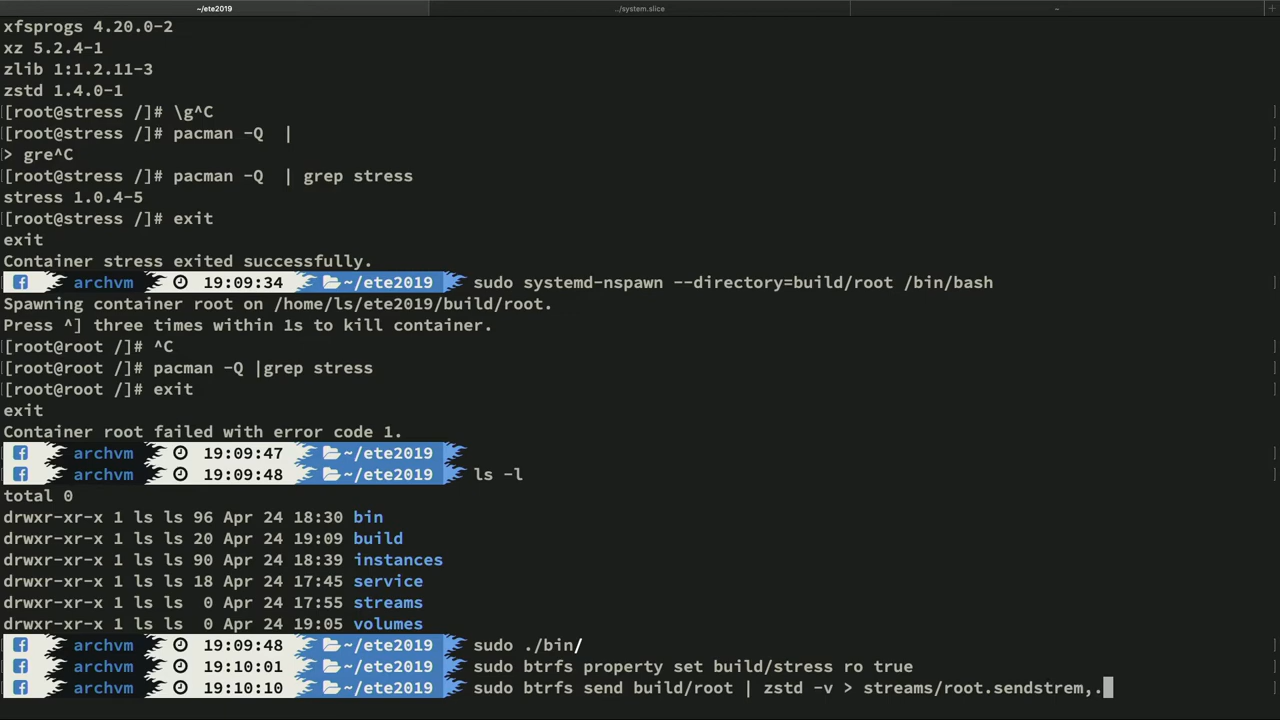 ~/ete2019 ../system.slice ~ +
xfsprogs 4.20.0-2
xz 5.2.4-1
zlib 1:1.2.11-3
zstd 1.4.0-1
[root@stress /]# \g^C
[root@stress /]# pacman -Q  |
> gre^C
[root@stress /]# pacman -Q  | grep stress
stress 1.0.4-5
[root@stress /]# exit
exit
Container stress exited successfully.
archvm 19:09:34 ~/ete2019 sudo systemd-nspawn --directory=build/root /bin/bash
Spawning container root on /home/ls/ete2019/build/root.
Press ^] three times within 1s to kill container.
[root@root /]# ^C
[root@root /]# pacman -Q |grep stress
[root@root /]# exit
exit
Container root failed with error code 1.
archvm 19:09:47 ~/ete2019
archvm 19:09:48 ~/ete2019 ls -l
total 0
drwxr-xr-x 1 ls ls 96 Apr 24 18:30 bin
drwxr-xr-x 1 ls ls 20 Apr 24 19:09 build
drwxr-xr-x 1 ls ls 90 Apr 24 18:39 instances
drwxr-xr-x 1 ls ls 18 Apr 24 17:45 service
drwxr-xr-x 1 ls ls  0 Apr 24 17:55 streams
drwxr-xr-x 1 ls ls  0 Apr 24 19:05 volumes
archvm 19:09:48 ~/ete2019 sudo ./bin/
archvm 19:10:01 ~/ete2019 sudo btrfs property set build/stress ro true
archvm 19:10:10 ~/ete2019 sudo btrfs send build/root | zstd -v > streams/root.sendstrem,.